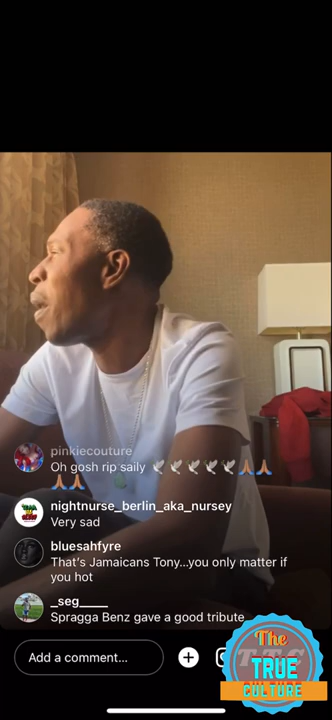 pinkiecouture
Oh gosh rip saily 🕊️🕊️🕊️🕊️🕊️🙏🏽🙏🏽
🙏🏽🙏🏽
nightnurse_berlin_aka_nursey
Very sad
bluesahfyre
That's Jamaicans Tony...you only matter if
you hot
_seg____
Spragga Benz gave a good tribute
Add a comment...
The
TRUE
CULTURE